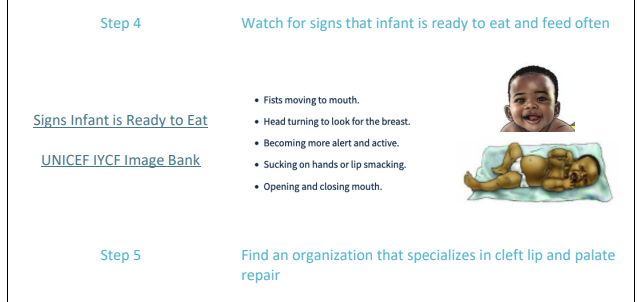 Step 4
Watch for signs that infant is ready to eat and feed often
Signs Infant is Ready to Eat
UNICEF IYCF Image Bank
• Fists moving to mouth.
• Head turning to look for the breast.
• Becoming more alert and active.
• Sucking on hands or lip smacking.
• Opening and closing mouth.
Step 5
Find an organization that specializes in cleft lip and palate
repair